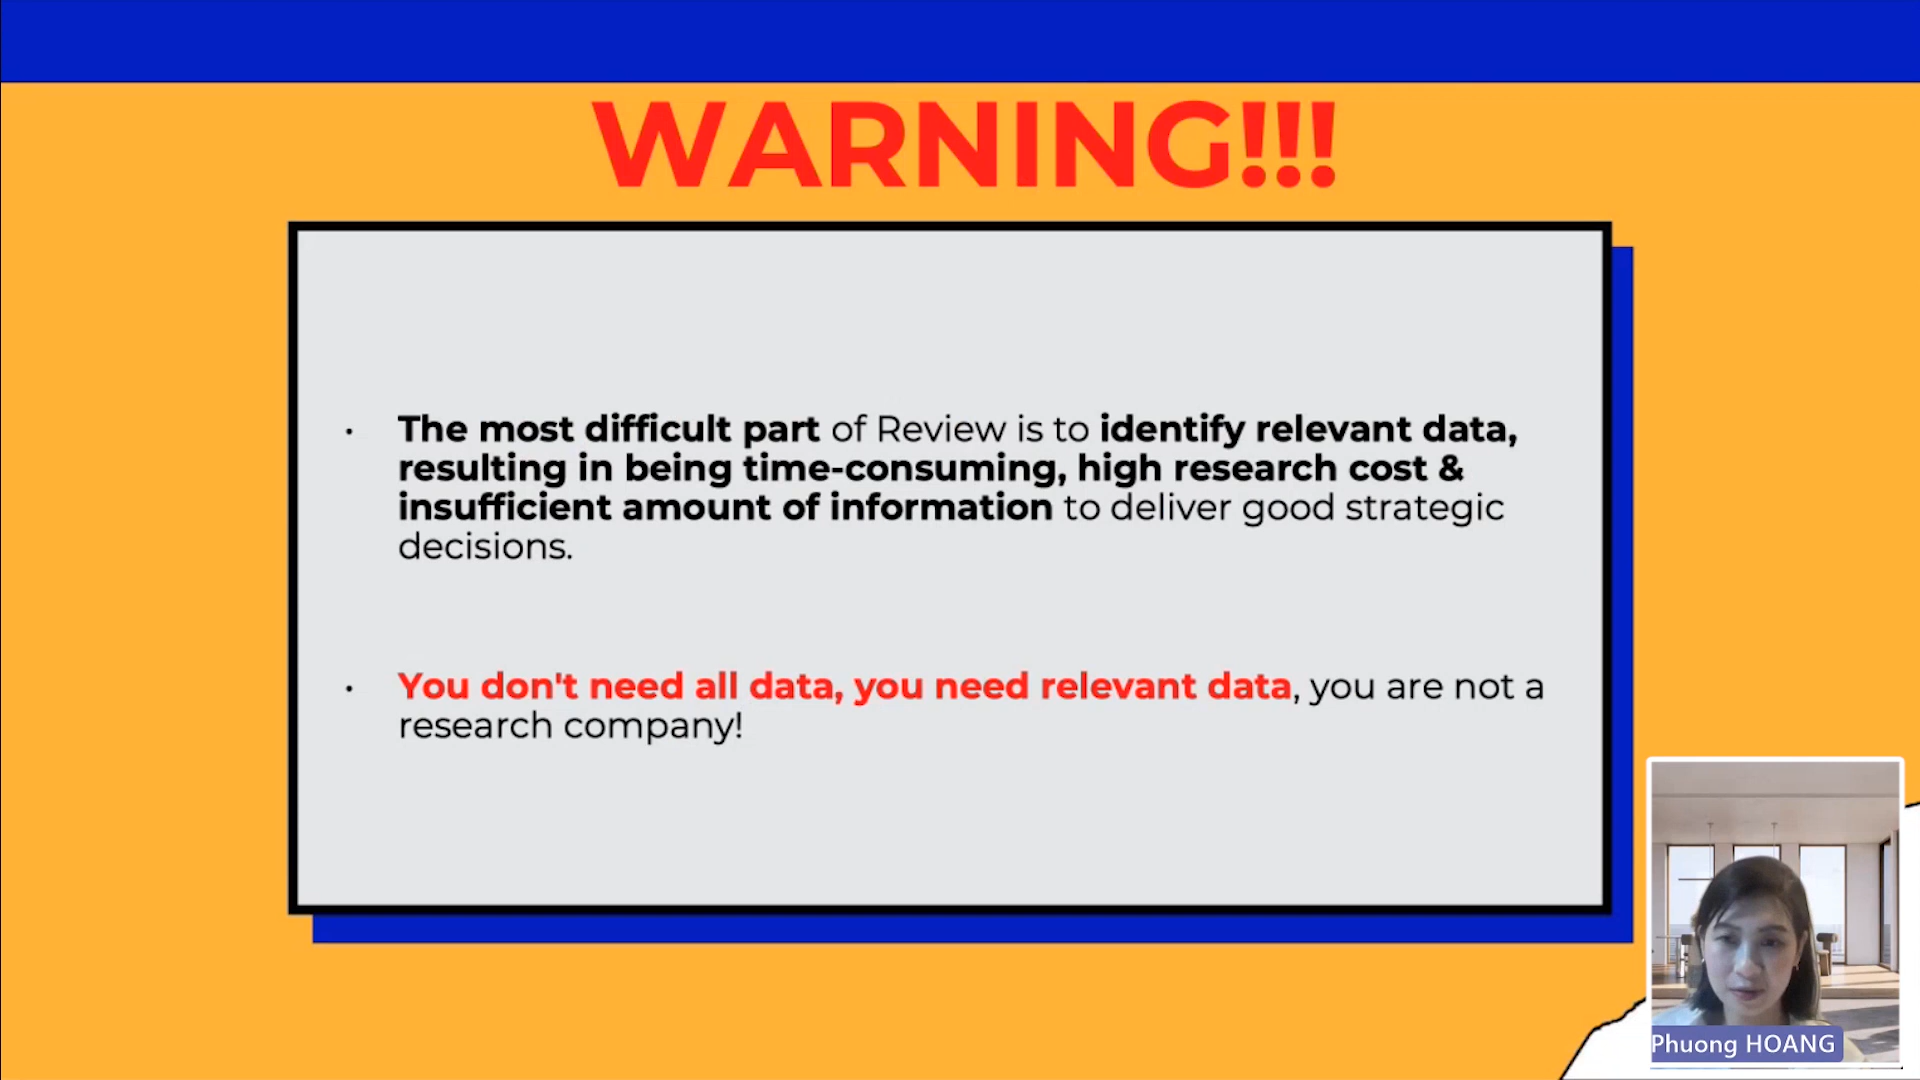 WARNING!!!
• The most difficult part of Review is to identify relevant data,
resulting in being time-consuming, high research cost &
insufficient amount of information to deliver good strategic
decisions.
• You don't need all data, you need relevant data, you are not a
research company!
Phuong HOANG